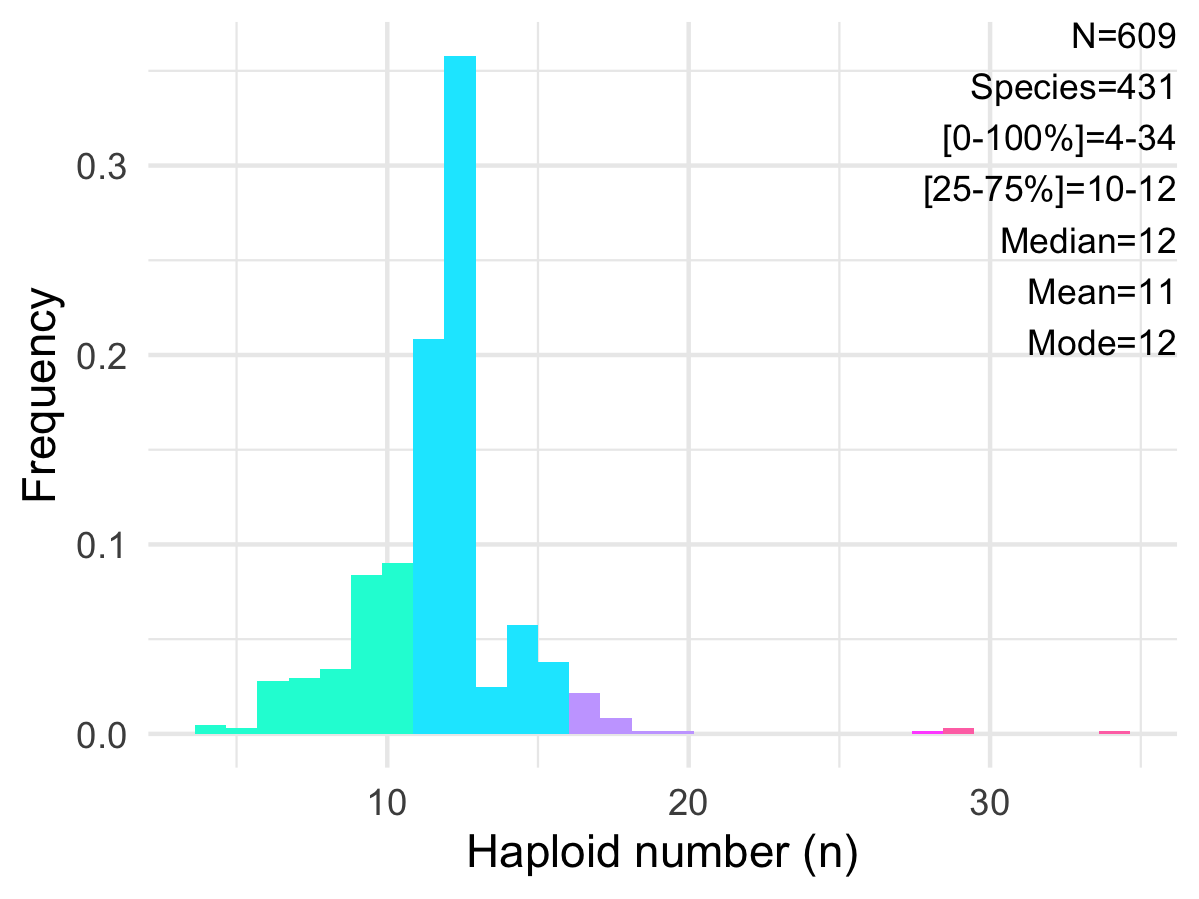 N=609
Species=431
[0-100%]=4-34
[25-75%]=10-12
Median=12
Mean=11
Mode=12
0.3
0.2
0.1
0.0
Frequency
10 20 30
Haploid number (n)